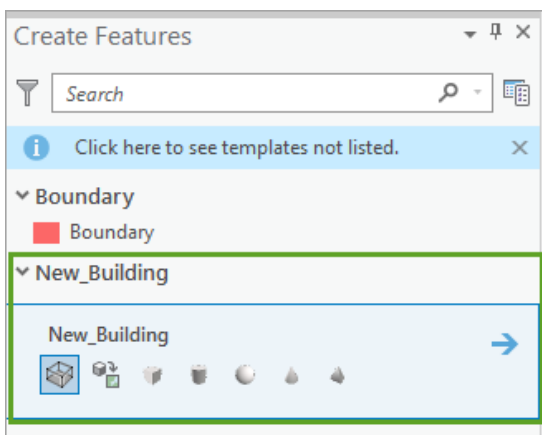 Create Features
Search
Click here to see templates not listed.
Boundary
Boundary
New_Building
New_Building